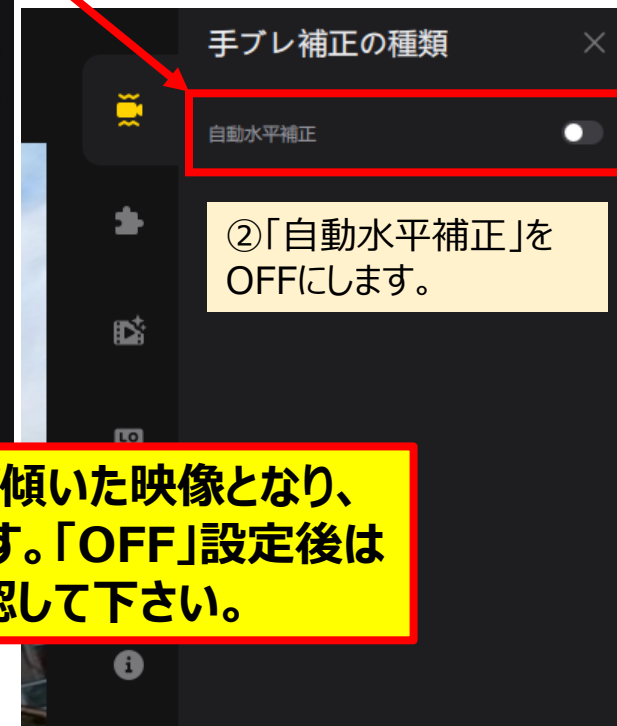 手ブレ補正の種類
自動水平補正
②「自動水平補正」を
OFFにします。
傾いた映像となり、
す。「OFF」設定後は
認して下さい。